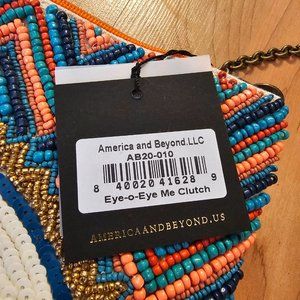 America and Beyond.LLC
AB20-010
8 40020 41628 9
Eye-o-Eye Me Clutch
AMERICAANDBEYOND.US